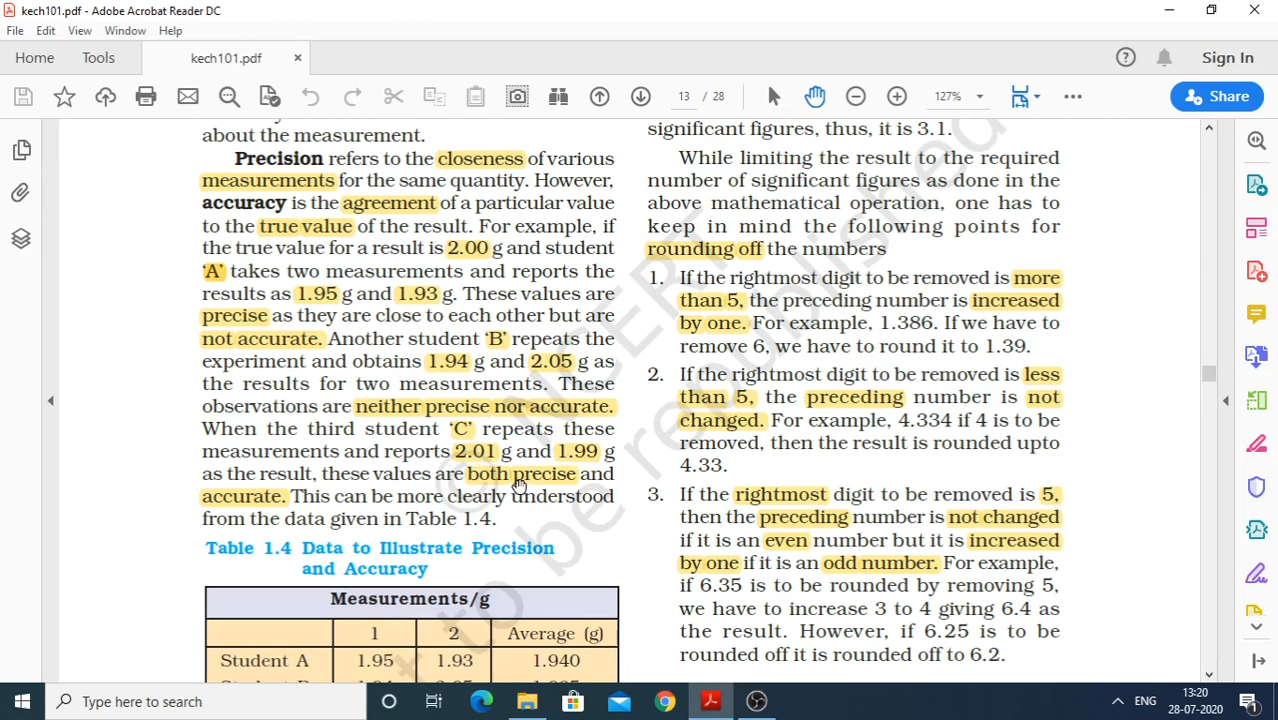 kech101.pdf - Adobe Acrobat Reader DC
File Edit View Window Help
Home Tools kech101.pdf × Sign In
13 / 28 127% Share
about the measurement.
Precision refers to the closeness of various
measurements for the same quantity. However,
accuracy is the agreement of a particular value
to the true value of the result. For example, if
the true value for a result is 2.00 g and student
‘A’ takes two measurements and reports the
results as 1.95 g and 1.93 g. These values are
precise as they are close to each other but are
not accurate. Another student ‘B’ repeats the
experiment and obtains 1.94 g and 2.05 g as
the results for two measurements. These
observations are neither precise nor accurate.
When the third student ‘C’ repeats these
measurements and reports 2.01 g and 1.99 g
as the result, these values are both precise and
accurate. This can be more clearly understood
from the data given in Table 1.4.
Table 1.4 Data to Illustrate Precision
and Accuracy
Measurements/g
1 2 Average (g)
Student A 1.95 1.93 1.940
significant figures, thus, it is 3.1.
While limiting the result to the required
number of significant figures as done in the
above mathematical operation, one has to
keep in mind the following points for
rounding off the numbers
1. If the rightmost digit to be removed is more
than 5, the preceding number is increased
by one. For example, 1.386. If we have to
remove 6, we have to round it to 1.39.
2. If the rightmost digit to be removed is less
than 5, the preceding number is not
changed. For example, 4.334 if 4 is to be
removed, then the result is rounded upto
4.33.
3. If the rightmost digit to be removed is 5,
then the preceding number is not changed
if it is an even number but it is increased
by one if it is an odd number. For example,
if 6.35 is to be rounded by removing 5,
we have to increase 3 to 4 giving 6.4 as
the result. However, if 6.25 is to be
rounded off it is rounded off to 6.2.
© NCERT
not to be republished
Type here to search
ENG
13:20
28-07-2020
1